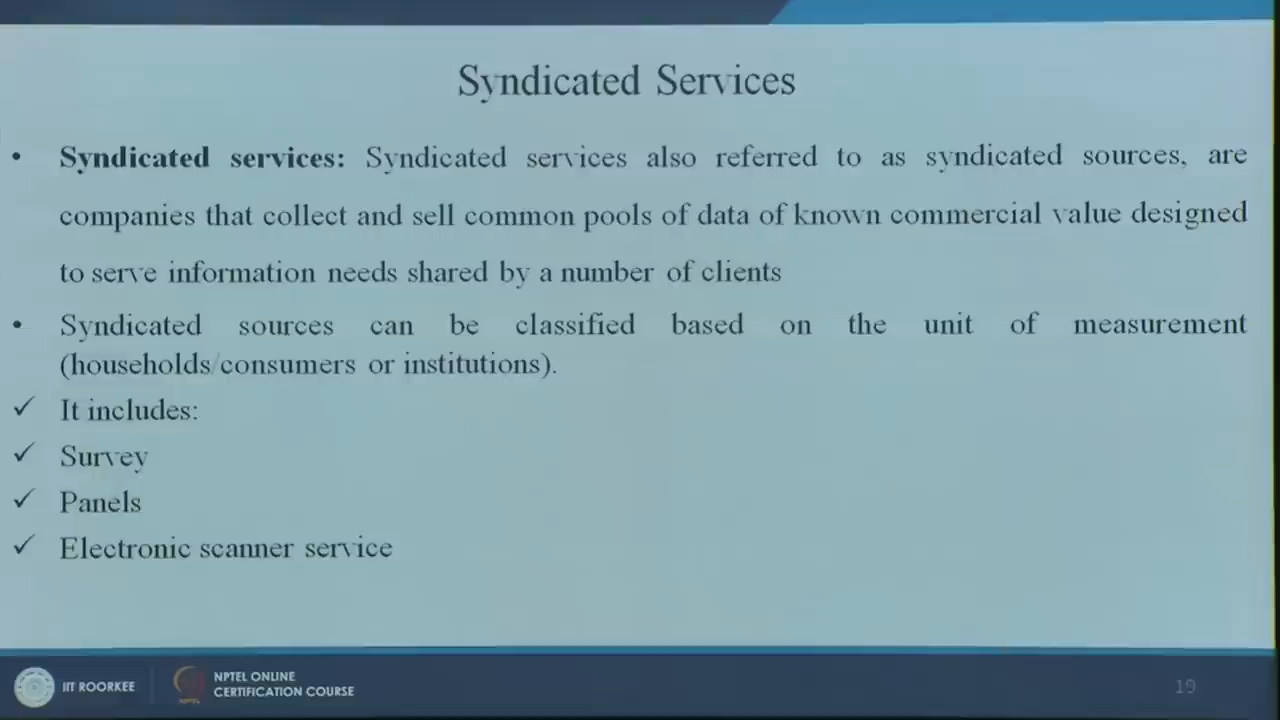 Syndicated Services
• Syndicated services: Syndicated services also referred to as syndicated sources, are
companies that collect and sell common pools of data of known commercial value designed
to serve information needs shared by a number of clients
• Syndicated sources can be classified based on the unit of measurement
(households/consumers or institutions).
✓ It includes:
✓ Survey
✓ Panels
✓ Electronic scanner service
IIT ROORKEE
NPTEL ONLINE
CERTIFICATION COURSE
19